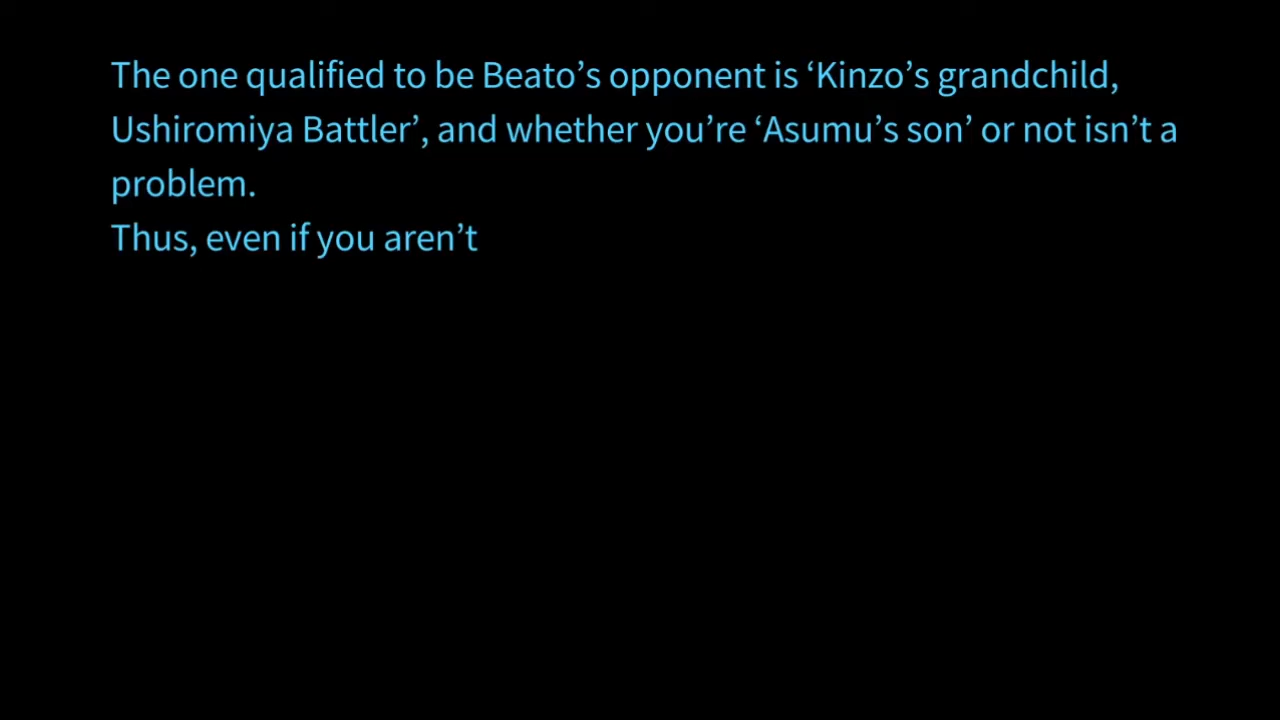 The one qualified to be Beato’s opponent is ‘Kinzo’s grandchild,
Ushiromiya Battler’, and whether you’re ‘Asumu’s son’ or not isn’t a
problem.
Thus, even if you aren’t